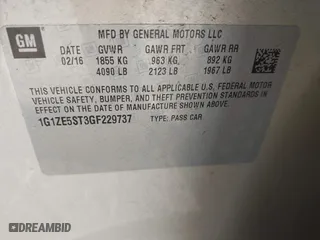 GM
MFD BY GENERAL MOTORS LLC
DATE GVWR GAWR FRT GAWR RR
02/16 1855 KG 963 KG 892 KG
4090 LB 2123 LB 1967 LB
THIS VEHICLE CONFORMS TO ALL APPLICABLE U.S. FEDERAL MOTOR
VEHICLE SAFETY, BUMPER, AND THEFT PREVENTION STANDARDS IN
EFFECT ON THE DATE OF MANUFACTURE SHOWN ABOVE.
1G1ZE5ST3GF229737 TYPE: PASS CAR
DREAMBID